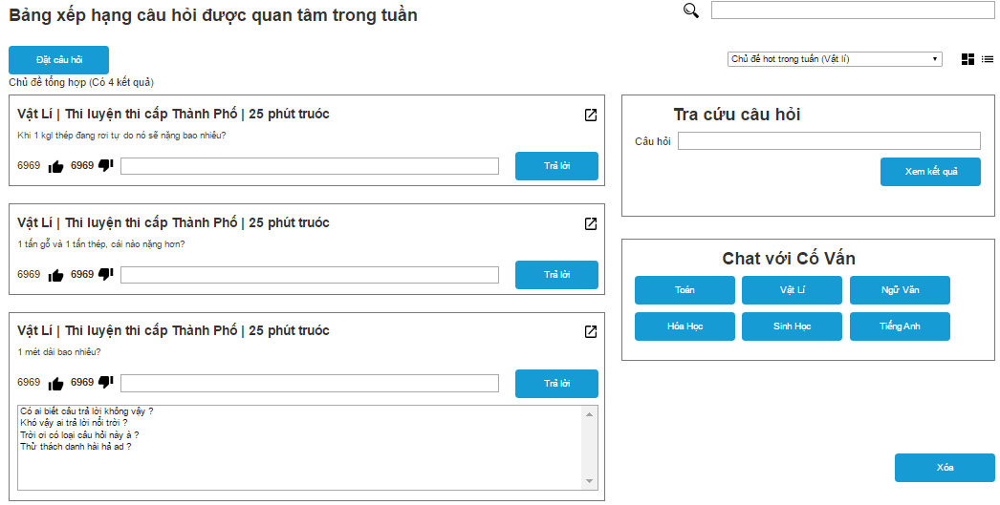 Bảng xếp hạng câu hỏi được quan tâm trong tuần
Đặt câu hỏi
Chủ đề hot trong tuần (Vật lí)
Chủ đề tổng hợp (Có 4 kết quả)
Vật Lí | Thi luyện thi cấp Thành Phố | 25 phút trước
Khi 1 kgl thép đang rơi tự do nó sẽ nặng bao nhiêu?
6969 6969 Trả lời
Vật Lí | Thi luyện thi cấp Thành Phố | 25 phút trước
1 tấn gỗ và 1 tấn thép, cái nào nặng hơn?
6969 6969 Trả lời
Vật Lí | Thi luyện thi cấp Thành Phố | 25 phút trước
1 mét dài bao nhiêu?
6969 6969 Trả lời
Có ai biết câu trả lời không vậy ?
Khó vậy ai trả lời nổi trời ?
Trời ơi có loại câu hỏi này à ?
Thử thách danh hài hả ad ?
Tra cứu câu hỏi
Câu hỏi
Xem kết quả
Chat với Cố Vấn
Toán Vật Lí Ngữ Văn
Hóa Học Sinh Học Tiếng Anh
Xóa